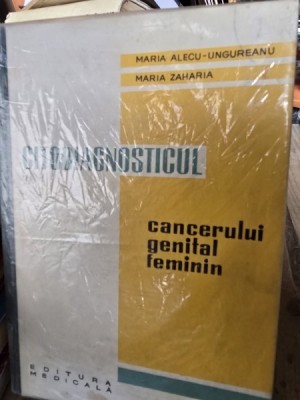 MARIA ALECU-UNGUREANU
MARIA ZAHARIA
CITODIAGNOSTICUL
cancerului
genital
feminin
EDITURA
MEDICALĂ